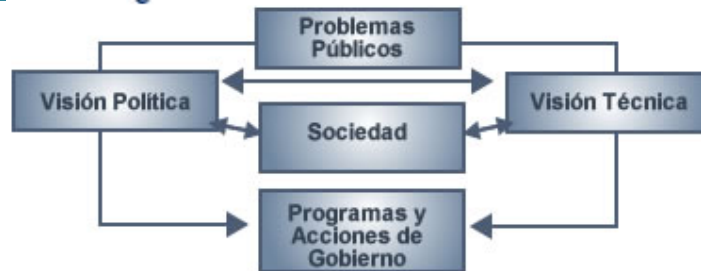 Problemas
Públicos
Visión Política
Visión Técnica
Sociedad
Programas y
Acciones de
Gobierno